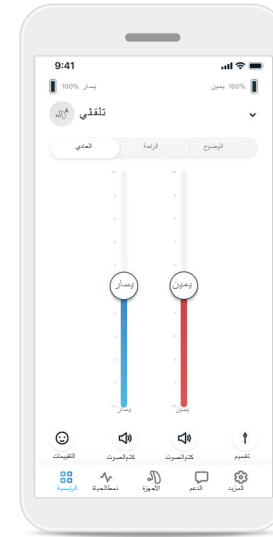 9:41
100% يمين
يسار 100%
تلقئي
الوضوح
الراحة
العادي
يمين
يسار
يمين
يسار
تقسيم
كتم الصوت
كتم الصوت
التقييمات
المزيد
الدعم
الأجهزة
نمط الحياة
الرئيسية